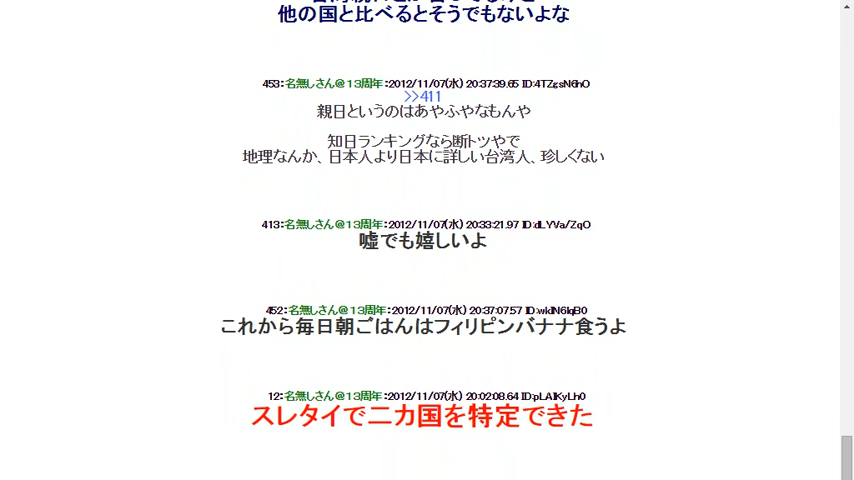 他の国と比べるとそうでもないよな
453:名無しさん@13周年:2012/11/07(水) 20:37:39.65 ID:4TZgsN6hO
>>411
親日というのはあやふやなもんや
知日ランキングなら断トツやで
地理なんか、日本人より日本に詳しい台湾人、珍しくない
413:名無しさん@13周年:2012/11/07(水) 20:33:21.97 ID:dLYVa/ZqO
嘘でも嬉しいよ
452:名無しさん@13周年:2012/11/07(水) 20:37:07.57
これから毎日朝ごはんはフィリピンバナナ食うよ
12:名無しさん@13周年:2012/11/07(水) 20:02:08.64
スレタイで二カ国を特定できた